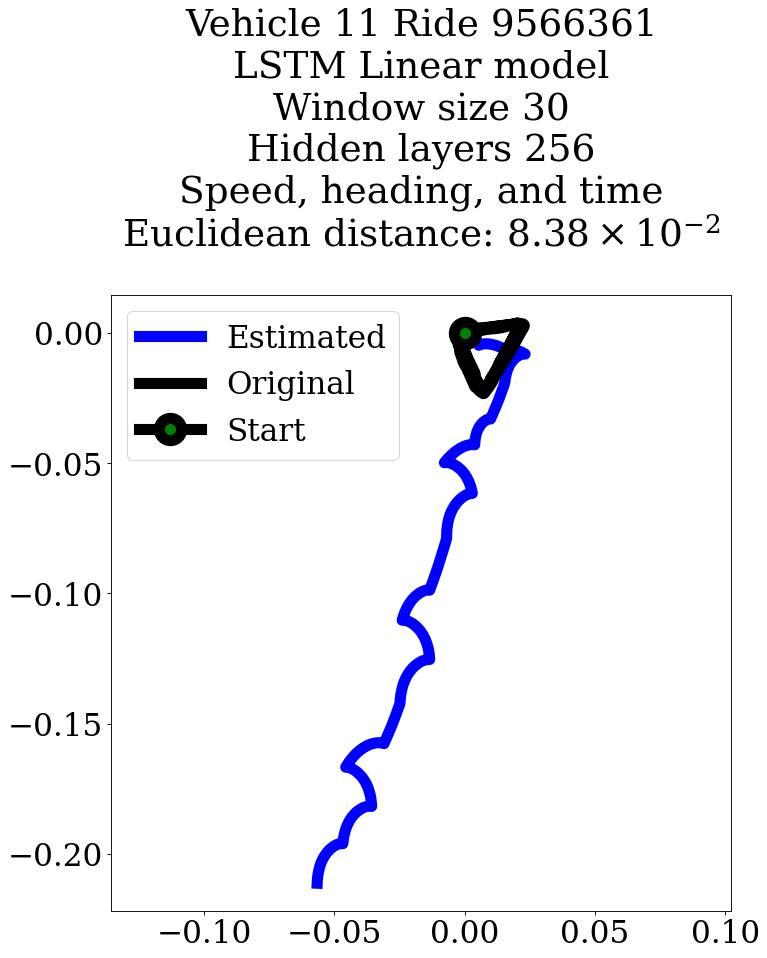 Vehicle 11 Ride 9566361
LSTM Linear model
Window size 30
Hidden layers 256
Speed, heading, and time
Euclidean distance: 8.38 × 10⁻²
Estimated
Original
Start
0.00
−0.05
−0.10
−0.15
−0.20
−0.10 −0.05 0.00 0.05 0.10